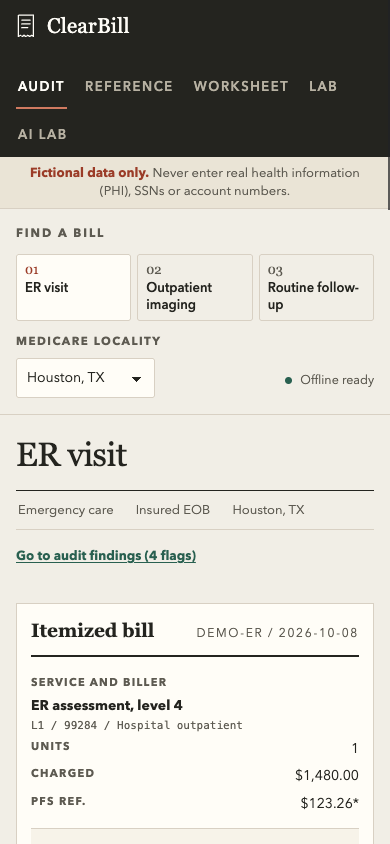 ClearBill
AUDIT REFERENCE WORKSHEET LAB
AI LAB
Fictional data only. Never enter real health information
(PHI), SSNs or account numbers.
FIND A BILL
01
ER visit
02
Outpatient
imaging
03
Routine follow-
up
MEDICARE LOCALITY
Houston, TX
Offline ready
ER visit
Emergency care Insured EOB Houston, TX
Go to audit findings (4 flags)
Itemized bill DEMO-ER / 2026-10-08
SERVICE AND BILLER
ER assessment, level 4
L1 / 99284 / Hospital outpatient
UNITS 1
CHARGED $1,480.00
PFS REF. $123.26*